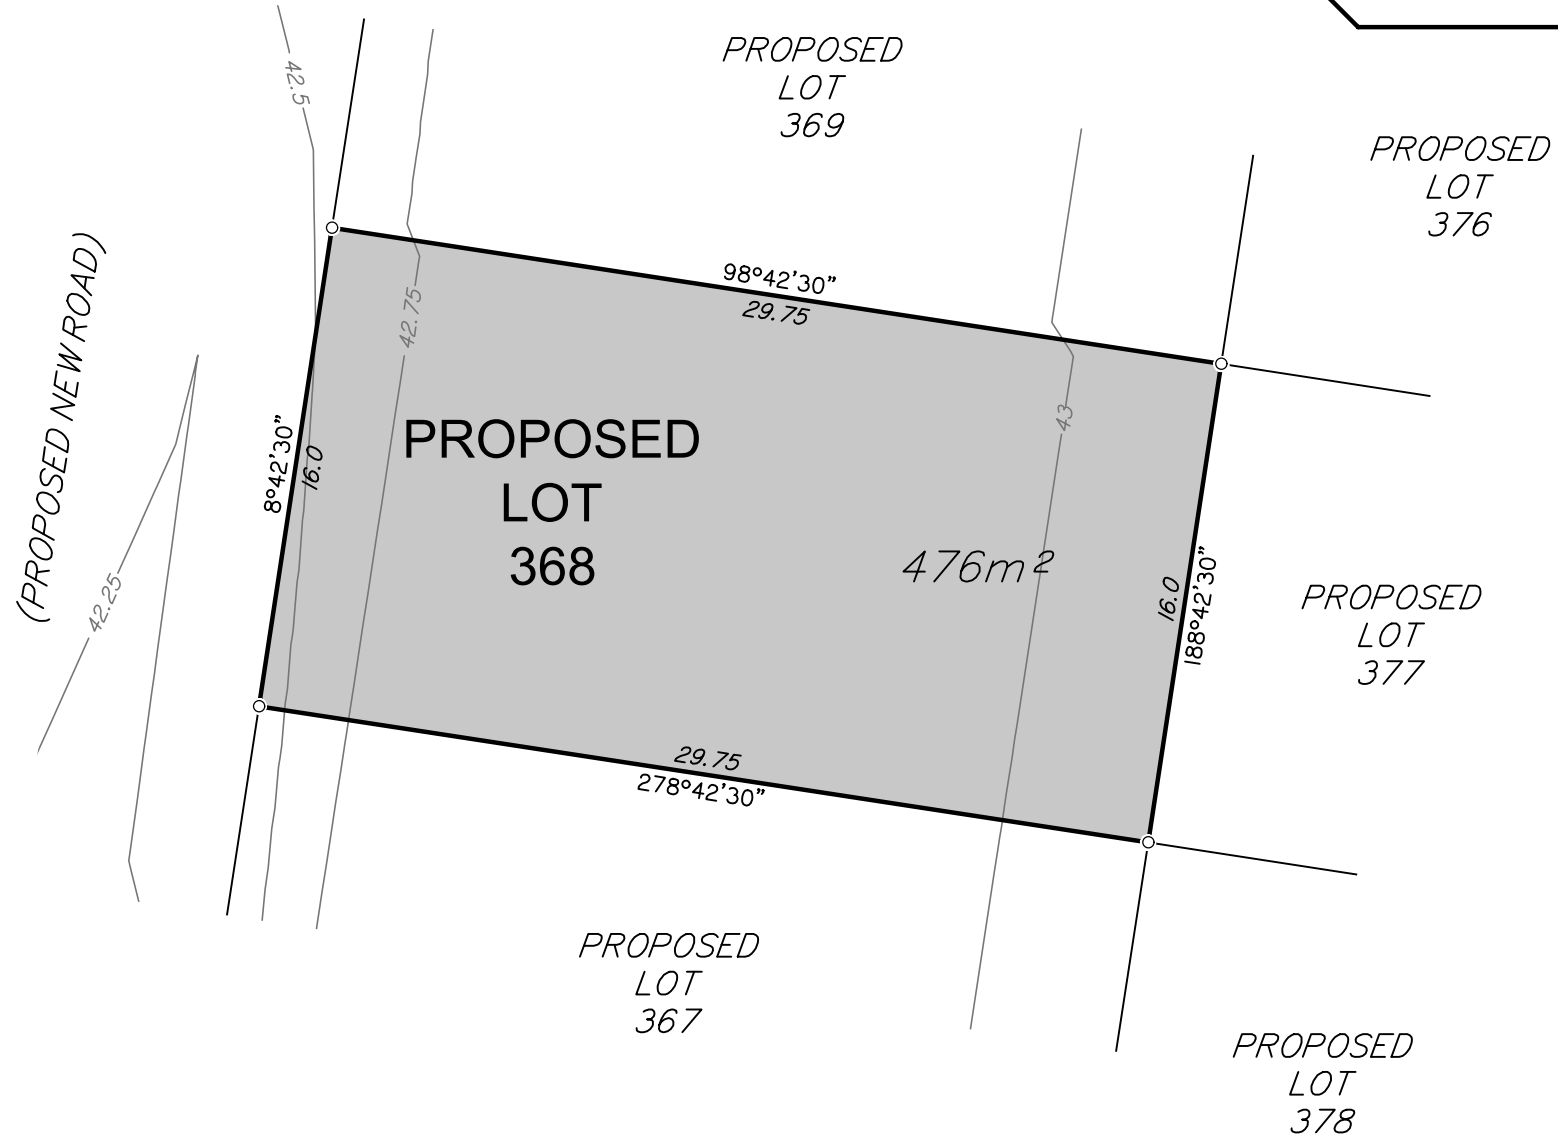 PROPOSED
LOT
369
PROPOSED
LOT
376
42.5
(PROPOSED NEW ROAD)
98°42'30”
29.75
42.75
43
8°42'30”
16.0
PROPOSED
LOT
368
476m²
42.25
16.0
188°42'30”
PROPOSED
LOT
377
29.75
278°42'30”
PROPOSED
LOT
367
PROPOSED
LOT
378